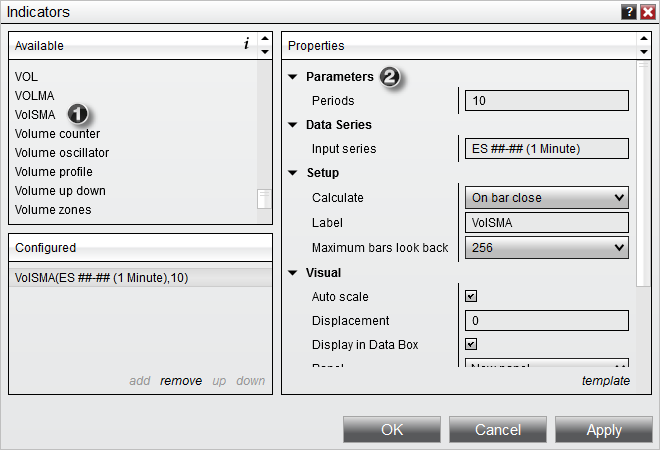 Indicators
? X
Available i
VOL
VOLMA
VolSMA 1
Volume counter
Volume oscillator
Volume profile
Volume up down
Volume zones
Configured
VolSMA(ES ##-## (1 Minute),10)
add remove up down
Properties
Parameters 2
Periods 10
Data Series
Input series ES ##-## (1 Minute)
Setup
Calculate On bar close
Label VolSMA
Maximum bars look back 256
Visual
Auto scale
Displacement 0
Display in Data Box
Panel New panel
template
OK Cancel Apply